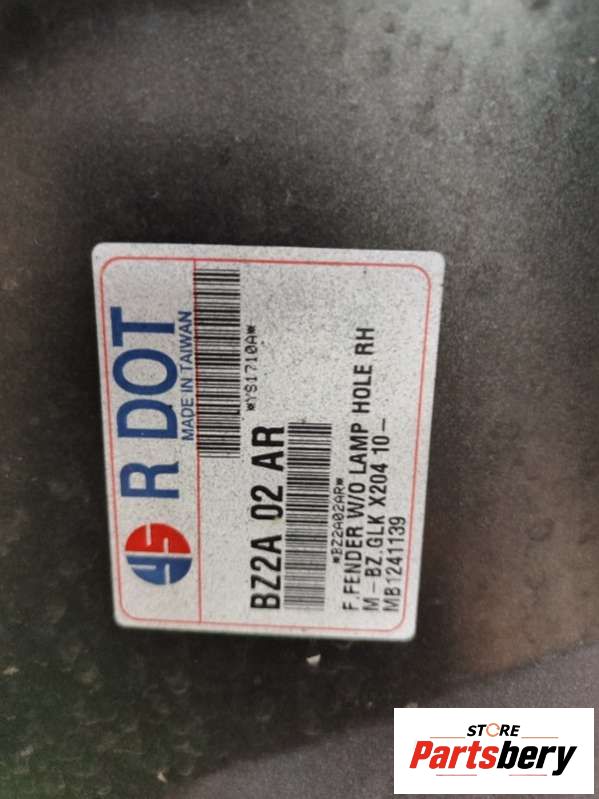 YS R DOT
MADE IN TAIWAN
*YS1710A*
BZ2A 02 AR
*BZ2A02AR*
F.FENDER W/O LAMP HOLE RH
M-BZ.GLK X204 10-
MB1241139
STORE
Partsbery